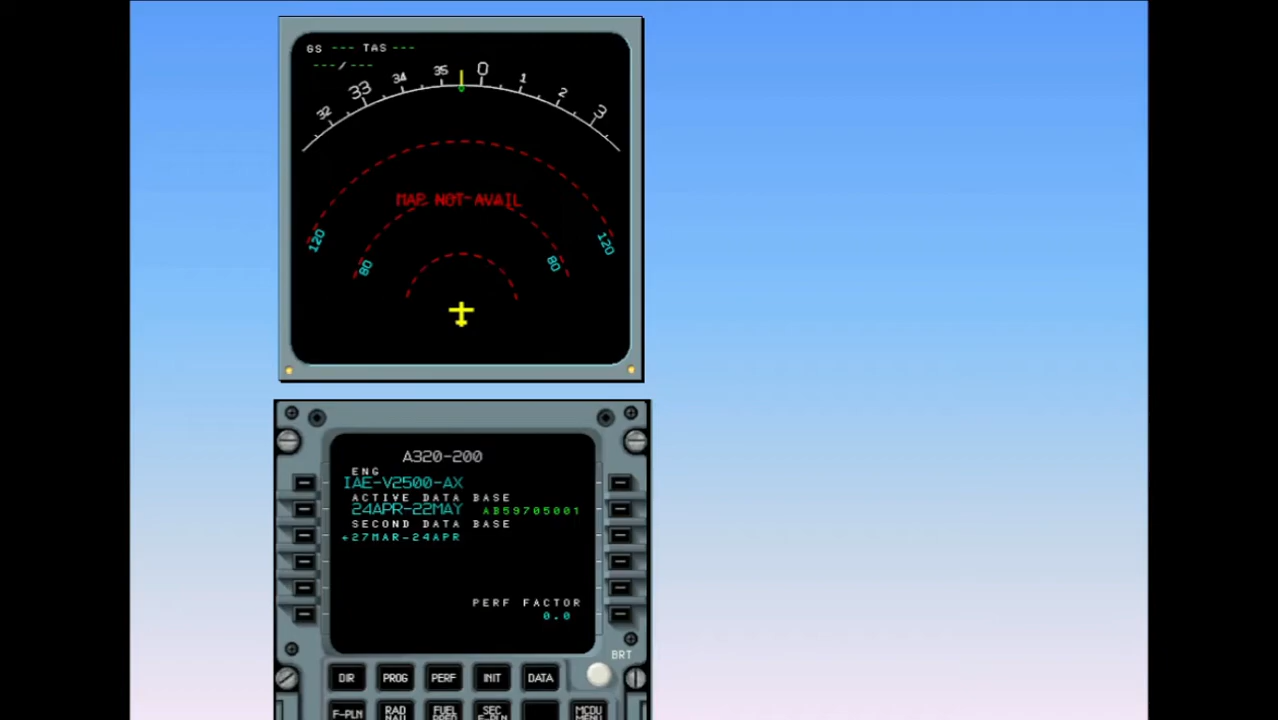 GS --- TAS ---
---/---
32 33 34 35 0 1 2 3
MAP NOT AVAIL
120 120
80 80
A320-200
ENG
IAE-V2500-AX
ACTIVE DATA BASE
24APR-22MAY AB59705001
SECOND DATA BASE
←27MAR-24APR
PERF FACTOR
0.0
BRT
DIR PROG PERF INIT DATA
F-PLN RAD NAV FUEL PRED SEC F-PLN MCDU MENU